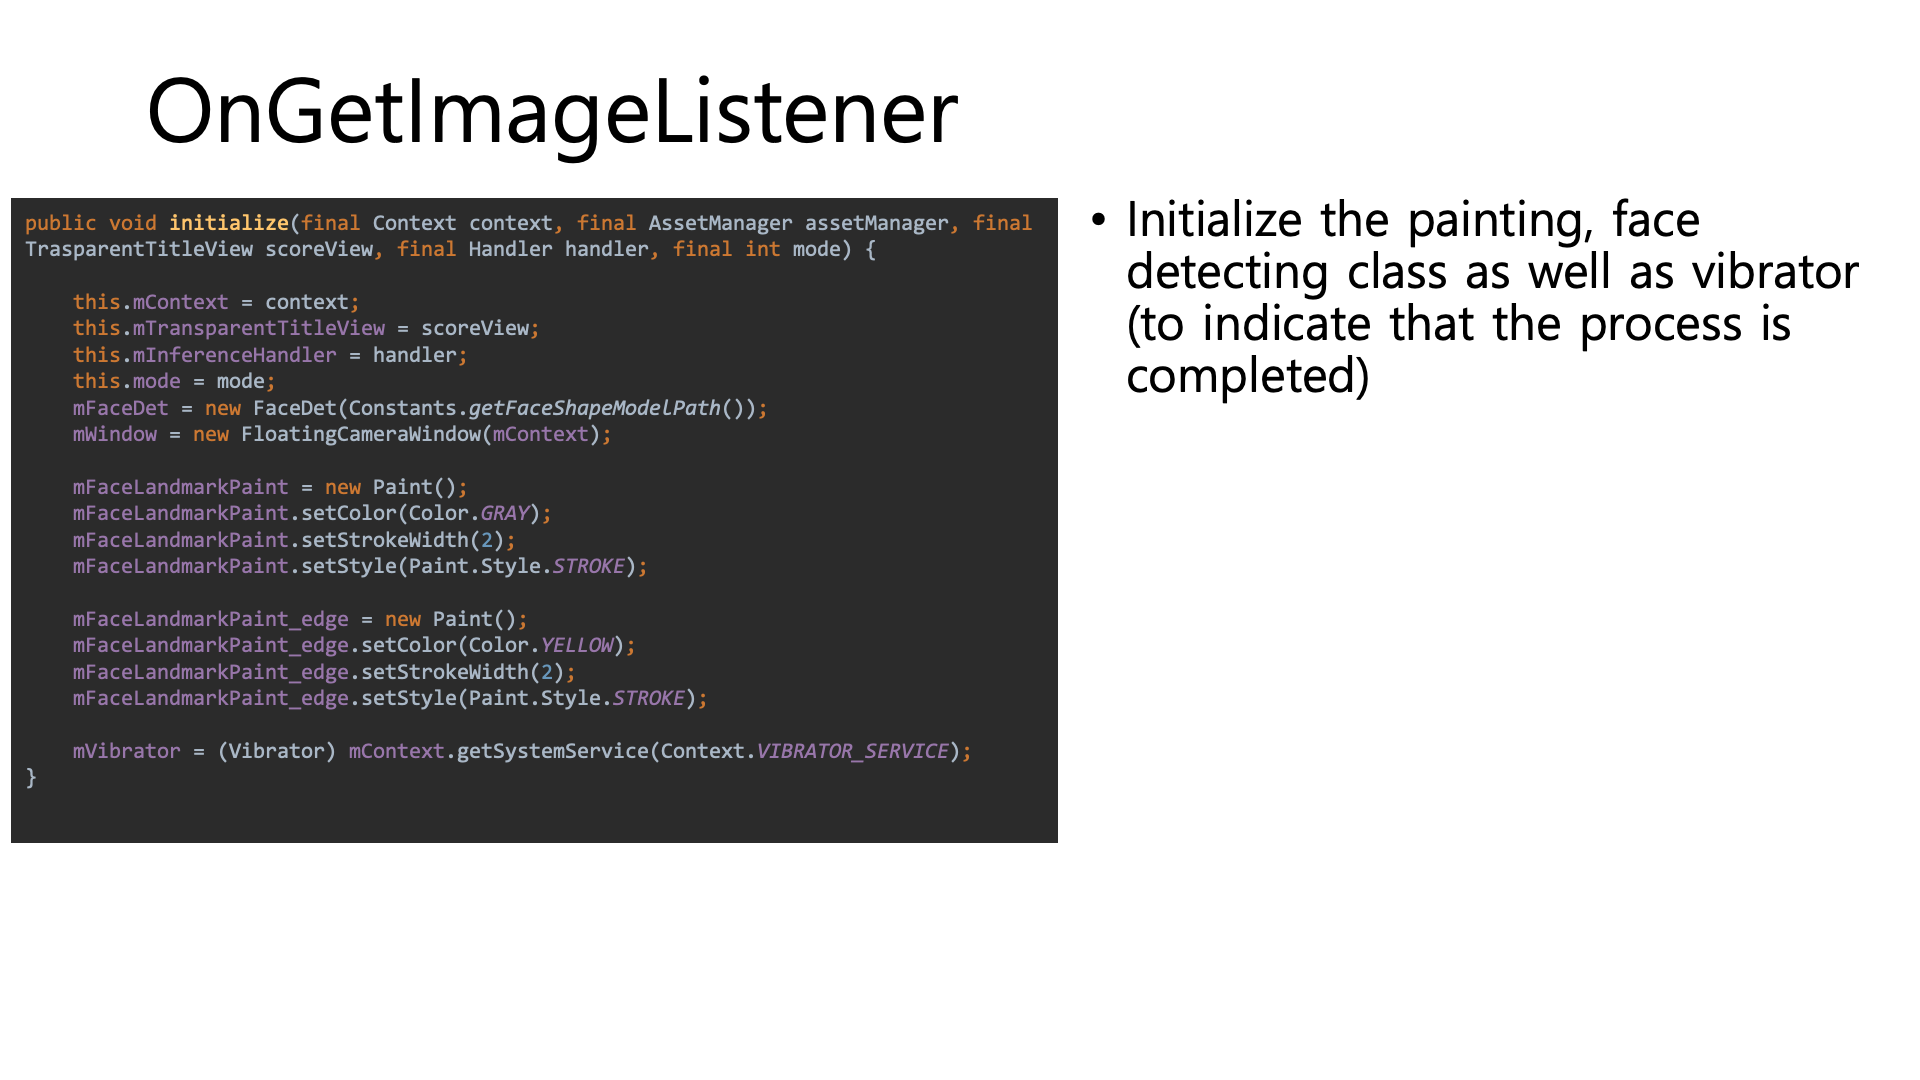 OnGetImageListener
public void initialize(final Context context, final AssetManager assetManager, final
TrasparentTitleView scoreView, final Handler handler, final int mode) {
    this.mContext = context;
    this.mTransparentTitleView = scoreView;
    this.mInferenceHandler = handler;
    this.mode = mode;
    mFaceDet = new FaceDet(Constants.getFaceShapeModelPath());
    mWindow = new FloatingCameraWindow(mContext);
    mFaceLandmarkPaint = new Paint();
    mFaceLandmarkPaint.setColor(Color.GRAY);
    mFaceLandmarkPaint.setStrokeWidth(2);
    mFaceLandmarkPaint.setStyle(Paint.Style.STROKE);
    mFaceLandmarkPaint_edge = new Paint();
    mFaceLandmarkPaint_edge.setColor(Color.YELLOW);
    mFaceLandmarkPaint_edge.setStrokeWidth(2);
    mFaceLandmarkPaint_edge.setStyle(Paint.Style.STROKE);
    mVibrator = (Vibrator) mContext.getSystemService(Context.VIBRATOR_SERVICE);
}
• Initialize the painting, face
detecting class as well as vibrator
(to indicate that the process is
completed)